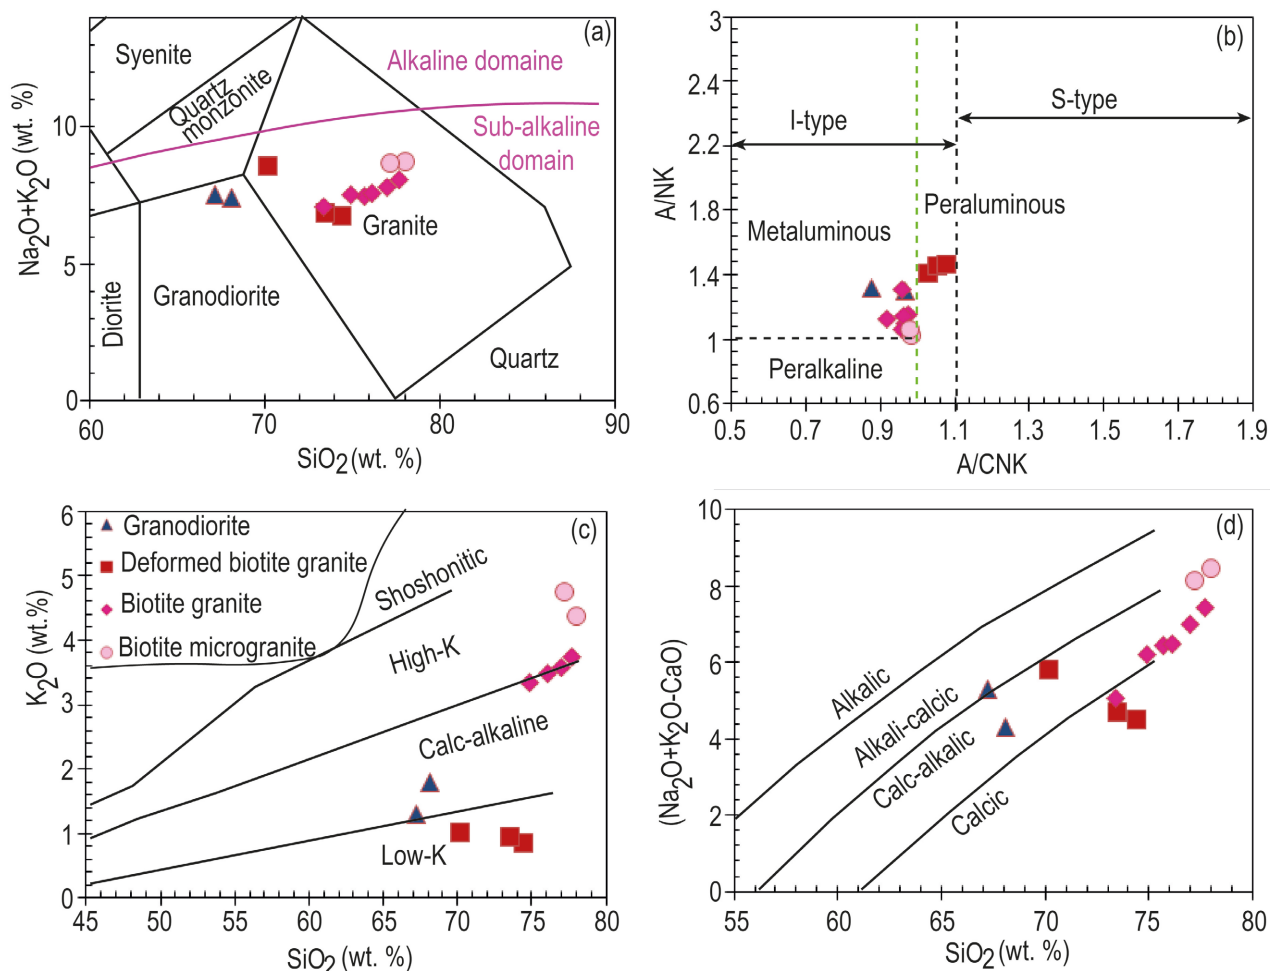 (a)
Syenite
Alkaline domaine
Quartz
monzonite
Sub-alkaline
domain
Granite
Granodiorite
Diorite
Quartz
Na2O+K2O (wt. %)
10
5
0
60
70
80
90
SiO2 (wt. %)
(b)
3
2.4
2.2
1.8
1.4
1
0.6
A/NK
I-type
S-type
Peraluminous
Metaluminous
Peralkaline
0.5
0.7
0.9
1.1
1.3
1.5
1.7
1.9
A/CNK
(c)
6
5
4
3
2
1
0
K2O (wt.%)
Granodiorite
Deformed biotite granite
Biotite granite
Biotite microgranite
Shoshonitic
High-K
Calc-alkaline
Low-K
45
50
55
60
65
70
75
80
SiO2 (wt. %)
(d)
10
8
6
4
2
0
(Na2O+K2O-CaO)
Alkalic
Alkali-calcic
Calc-alkalic
Calcic
55
60
65
70
75
80
SiO2 (wt. %)